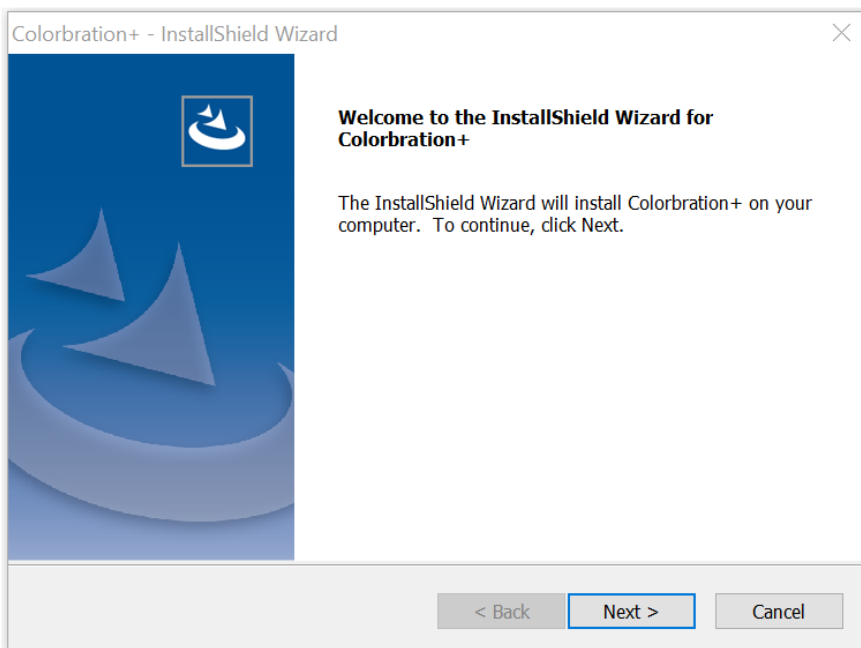 Colorbration+ - InstallShield Wizard
Welcome to the InstallShield Wizard for
Colorbration+
The InstallShield Wizard will install Colorbration+ on your
computer. To continue, click Next.
< Back
Next >
Cancel